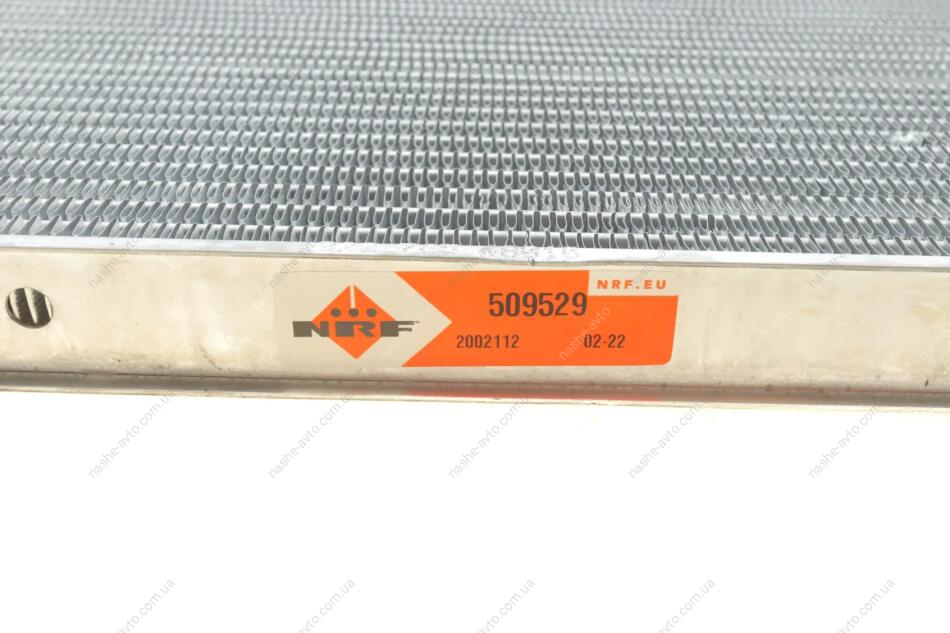 NRF.EU
NRF
509529
2002112 02-22
nashe-avto.com.ua